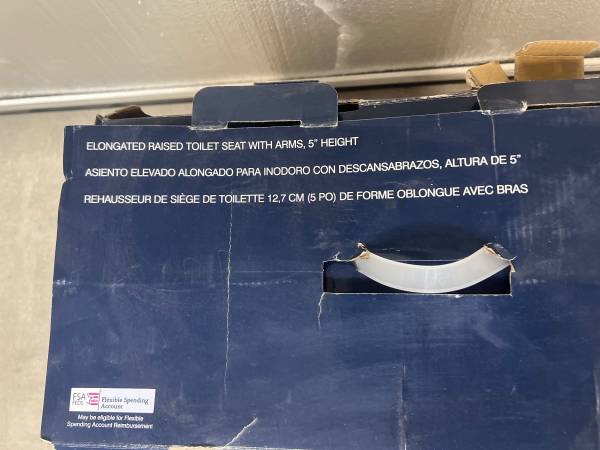 ELONGATED RAISED TOILET SEAT WITH ARMS, 5" HEIGHT
ASIENTO ELEVADO ALONGADO PARA INODORO CON DESCANSABRAZOS, ALTURA DE 5"
REHAUSSEUR DE SIÈGE DE TOILETTE 12,7 CM (5 PO) DE FORME OBLONGUE AVEC BRAS
FSA
Flexible Spending
Account
May be eligible for Flexible
Spending Account Reimbursement